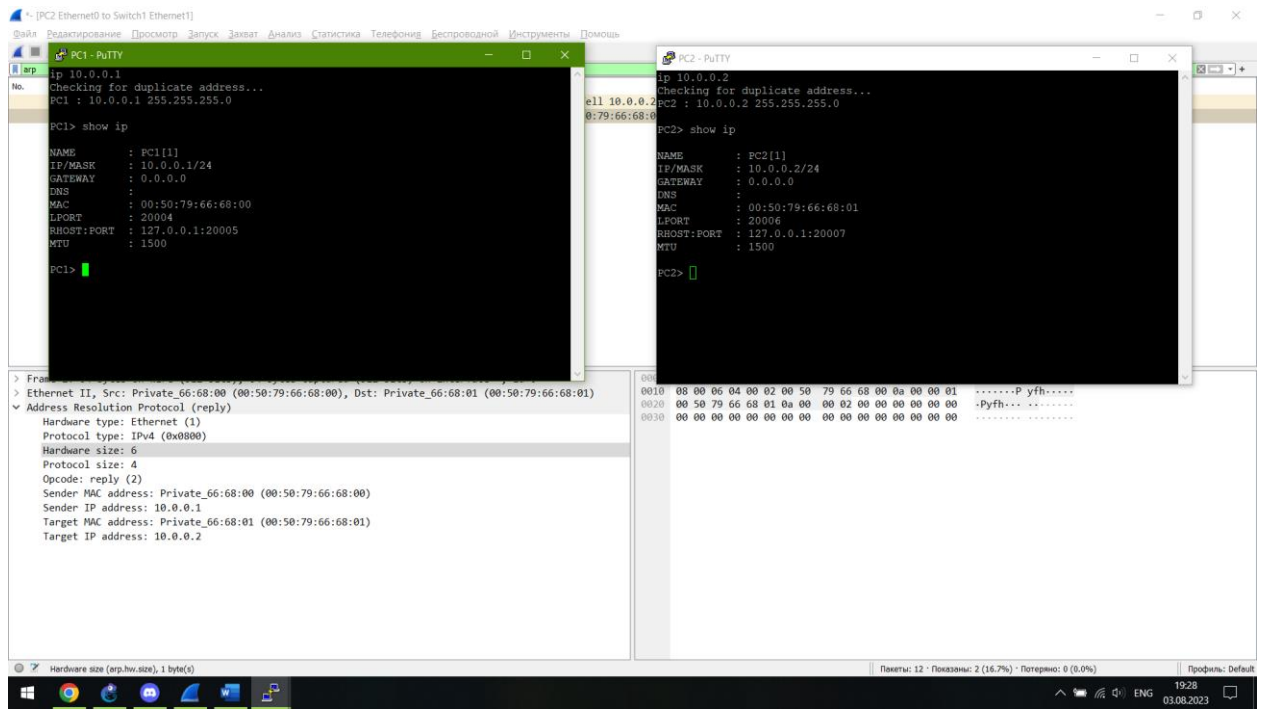 *- [PC2 Ethernet0 to Switch1 Ethernet1]
Файл Редактирование Просмотр Запуск Захват Анализ Статистика Телефония Беспроводной Инструменты Помощь
arp
No.
ell 10.0.0.2
0:79:66:68:0
PC1 - PuTTY
ip 10.0.0.1
Checking for duplicate address...
PC1 : 10.0.0.1 255.255.255.0
PC1> show ip
NAME : PC1[1]
IP/MASK : 10.0.0.1/24
GATEWAY : 0.0.0.0
DNS :
MAC : 00:50:79:66:68:00
LPORT : 20004
RHOST:PORT : 127.0.0.1:20005
MTU : 1500
PC1>
PC2 - PuTTY
ip 10.0.0.2
Checking for duplicate address...
PC2 : 10.0.0.2 255.255.255.0
PC2> show ip
NAME : PC2[1]
IP/MASK : 10.0.0.2/24
GATEWAY : 0.0.0.0
DNS :
MAC : 00:50:79:66:68:01
LPORT : 20006
RHOST:PORT : 127.0.0.1:20007
MTU : 1500
PC2>
> Ethernet II, Src: Private_66:68:00 (00:50:79:66:68:00), Dst: Private_66:68:01 (00:50:79:66:68:01)
Address Resolution Protocol (reply)
Hardware type: Ethernet (1)
Protocol type: IPv4 (0x0800)
Hardware size: 6
Protocol size: 4
Opcode: reply (2)
Sender MAC address: Private_66:68:00 (00:50:79:66:68:00)
Sender IP address: 10.0.0.1
Target MAC address: Private_66:68:01 (00:50:79:66:68:01)
Target IP address: 10.0.0.2
0010 08 00 06 04 00 02 00 50 79 66 68 00 0a 00 00 01 ·······P yfh·····
0020 00 50 79 66 68 01 0a 00 00 02 00 00 00 00 00 00 ·Pyfh··· ········
0030 00 00 00 00 00 00 00 00 00 00 00 00 00 00 00 00 ········ ········
Hardware size (arp.hw.size), 1 byte(s)
Пакеты: 12 · Показаны: 2 (16.7%) · Потеряно: 0 (0.0%)
Профиль: Default
ENG
19:28
03.08.2023